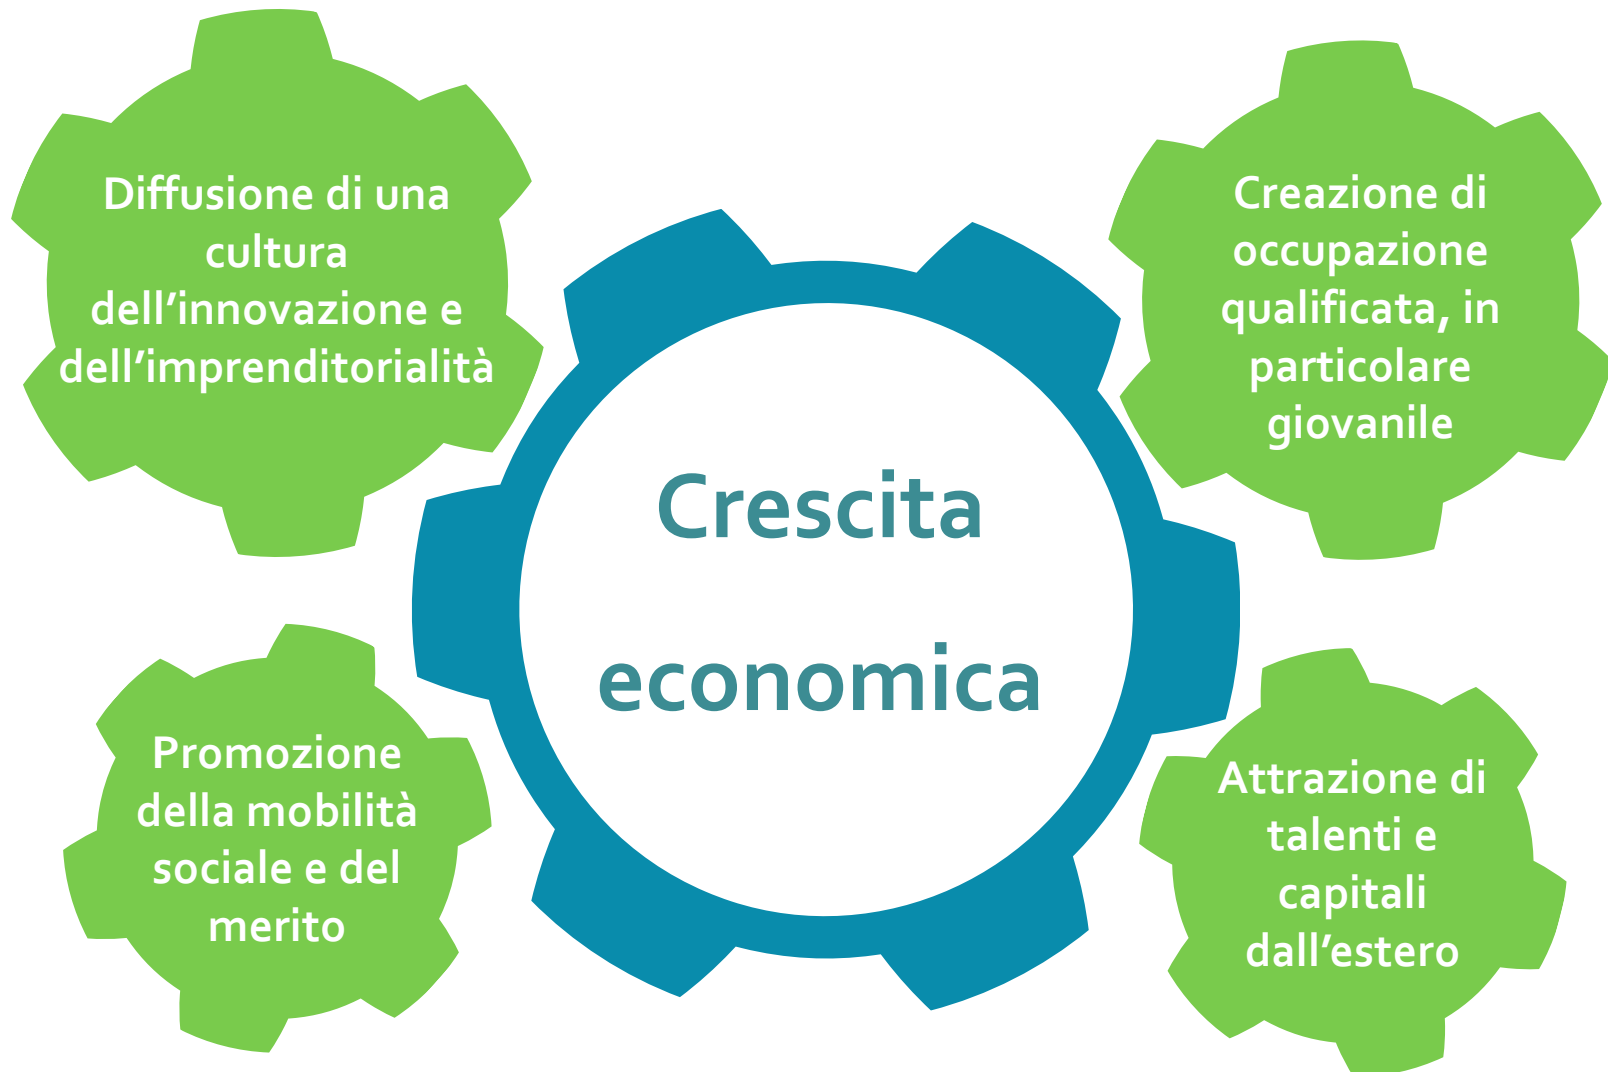 Diffusione di una
cultura
dell’innovazione e
dell’imprenditorialità
Creazione di
occupazione
qualificata, in
particolare
giovanile
Crescita
economica
Promozione
della mobilità
sociale e del
merito
Attrazione di
talenti e
capitali
dall’estero